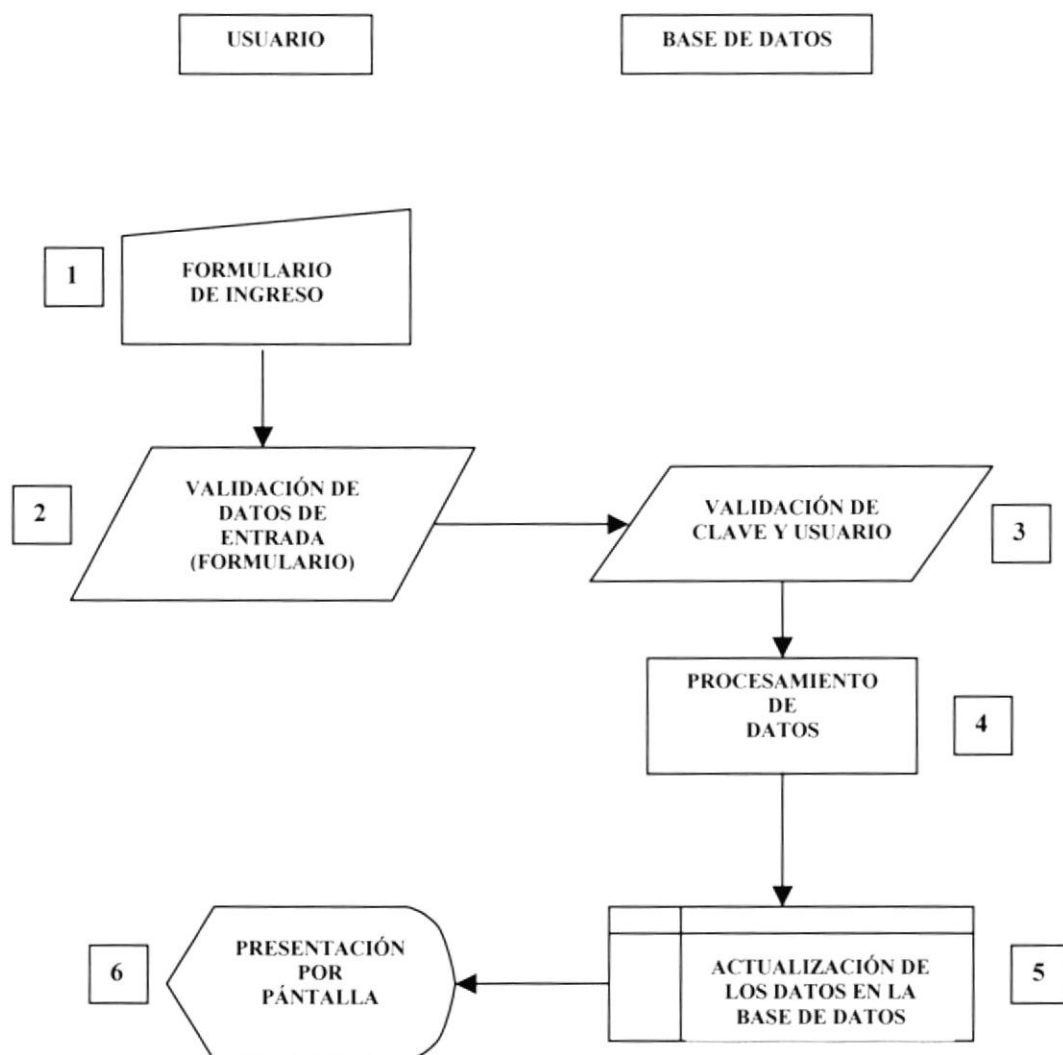 USUARIO
BASE DE DATOS
1
FORMULARIO
DE INGRESO
2
VALIDACIÓN DE
DATOS DE
ENTRADA
(FORMULARIO)
VALIDACIÓN DE
CLAVE Y USUARIO
3
PROCESAMIENTO
DE
DATOS
4
6
PRESENTACIÓN
POR
PÁNTALLA
ACTUALIZACIÓN DE
LOS DATOS EN LA
BASE DE DATOS
5